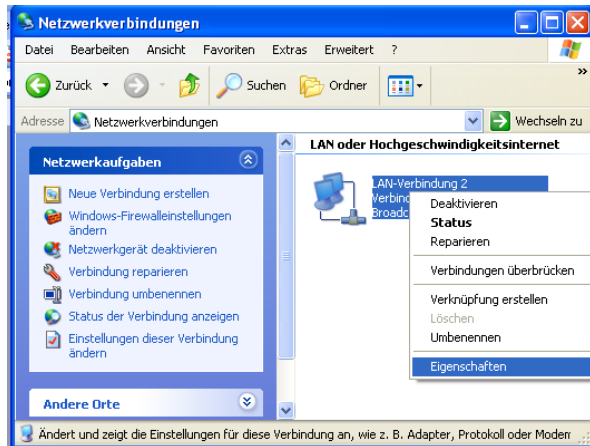 Netzwerkverbindungen
Datei Bearbeiten Ansicht Favoriten Extras Erweitert ?
Zurück Suchen Ordner »
Adresse Netzwerkverbindungen Wechseln zu
Netzwerkaufgaben
Neue Verbindung erstellen
Windows-Firewalleinstellungen
ändern
Netzwerkgerät deaktivieren
Verbindung reparieren
Verbindung umbenennen
Status der Verbindung anzeigen
Einstellungen dieser Verbindung
ändern
Andere Orte
LAN oder Hochgeschwindigkeitsinternet
LAN-Verbindung 2
Verbind
Broadc
Deaktivieren
Status
Reparieren
Verbindungen überbrücken
Verknüpfung erstellen
Löschen
Umbenennen
Eigenschaften
Ändert und zeigt die Einstellungen für diese Verbindung an, wie z. B. Adapter, Protokoll oder Modem